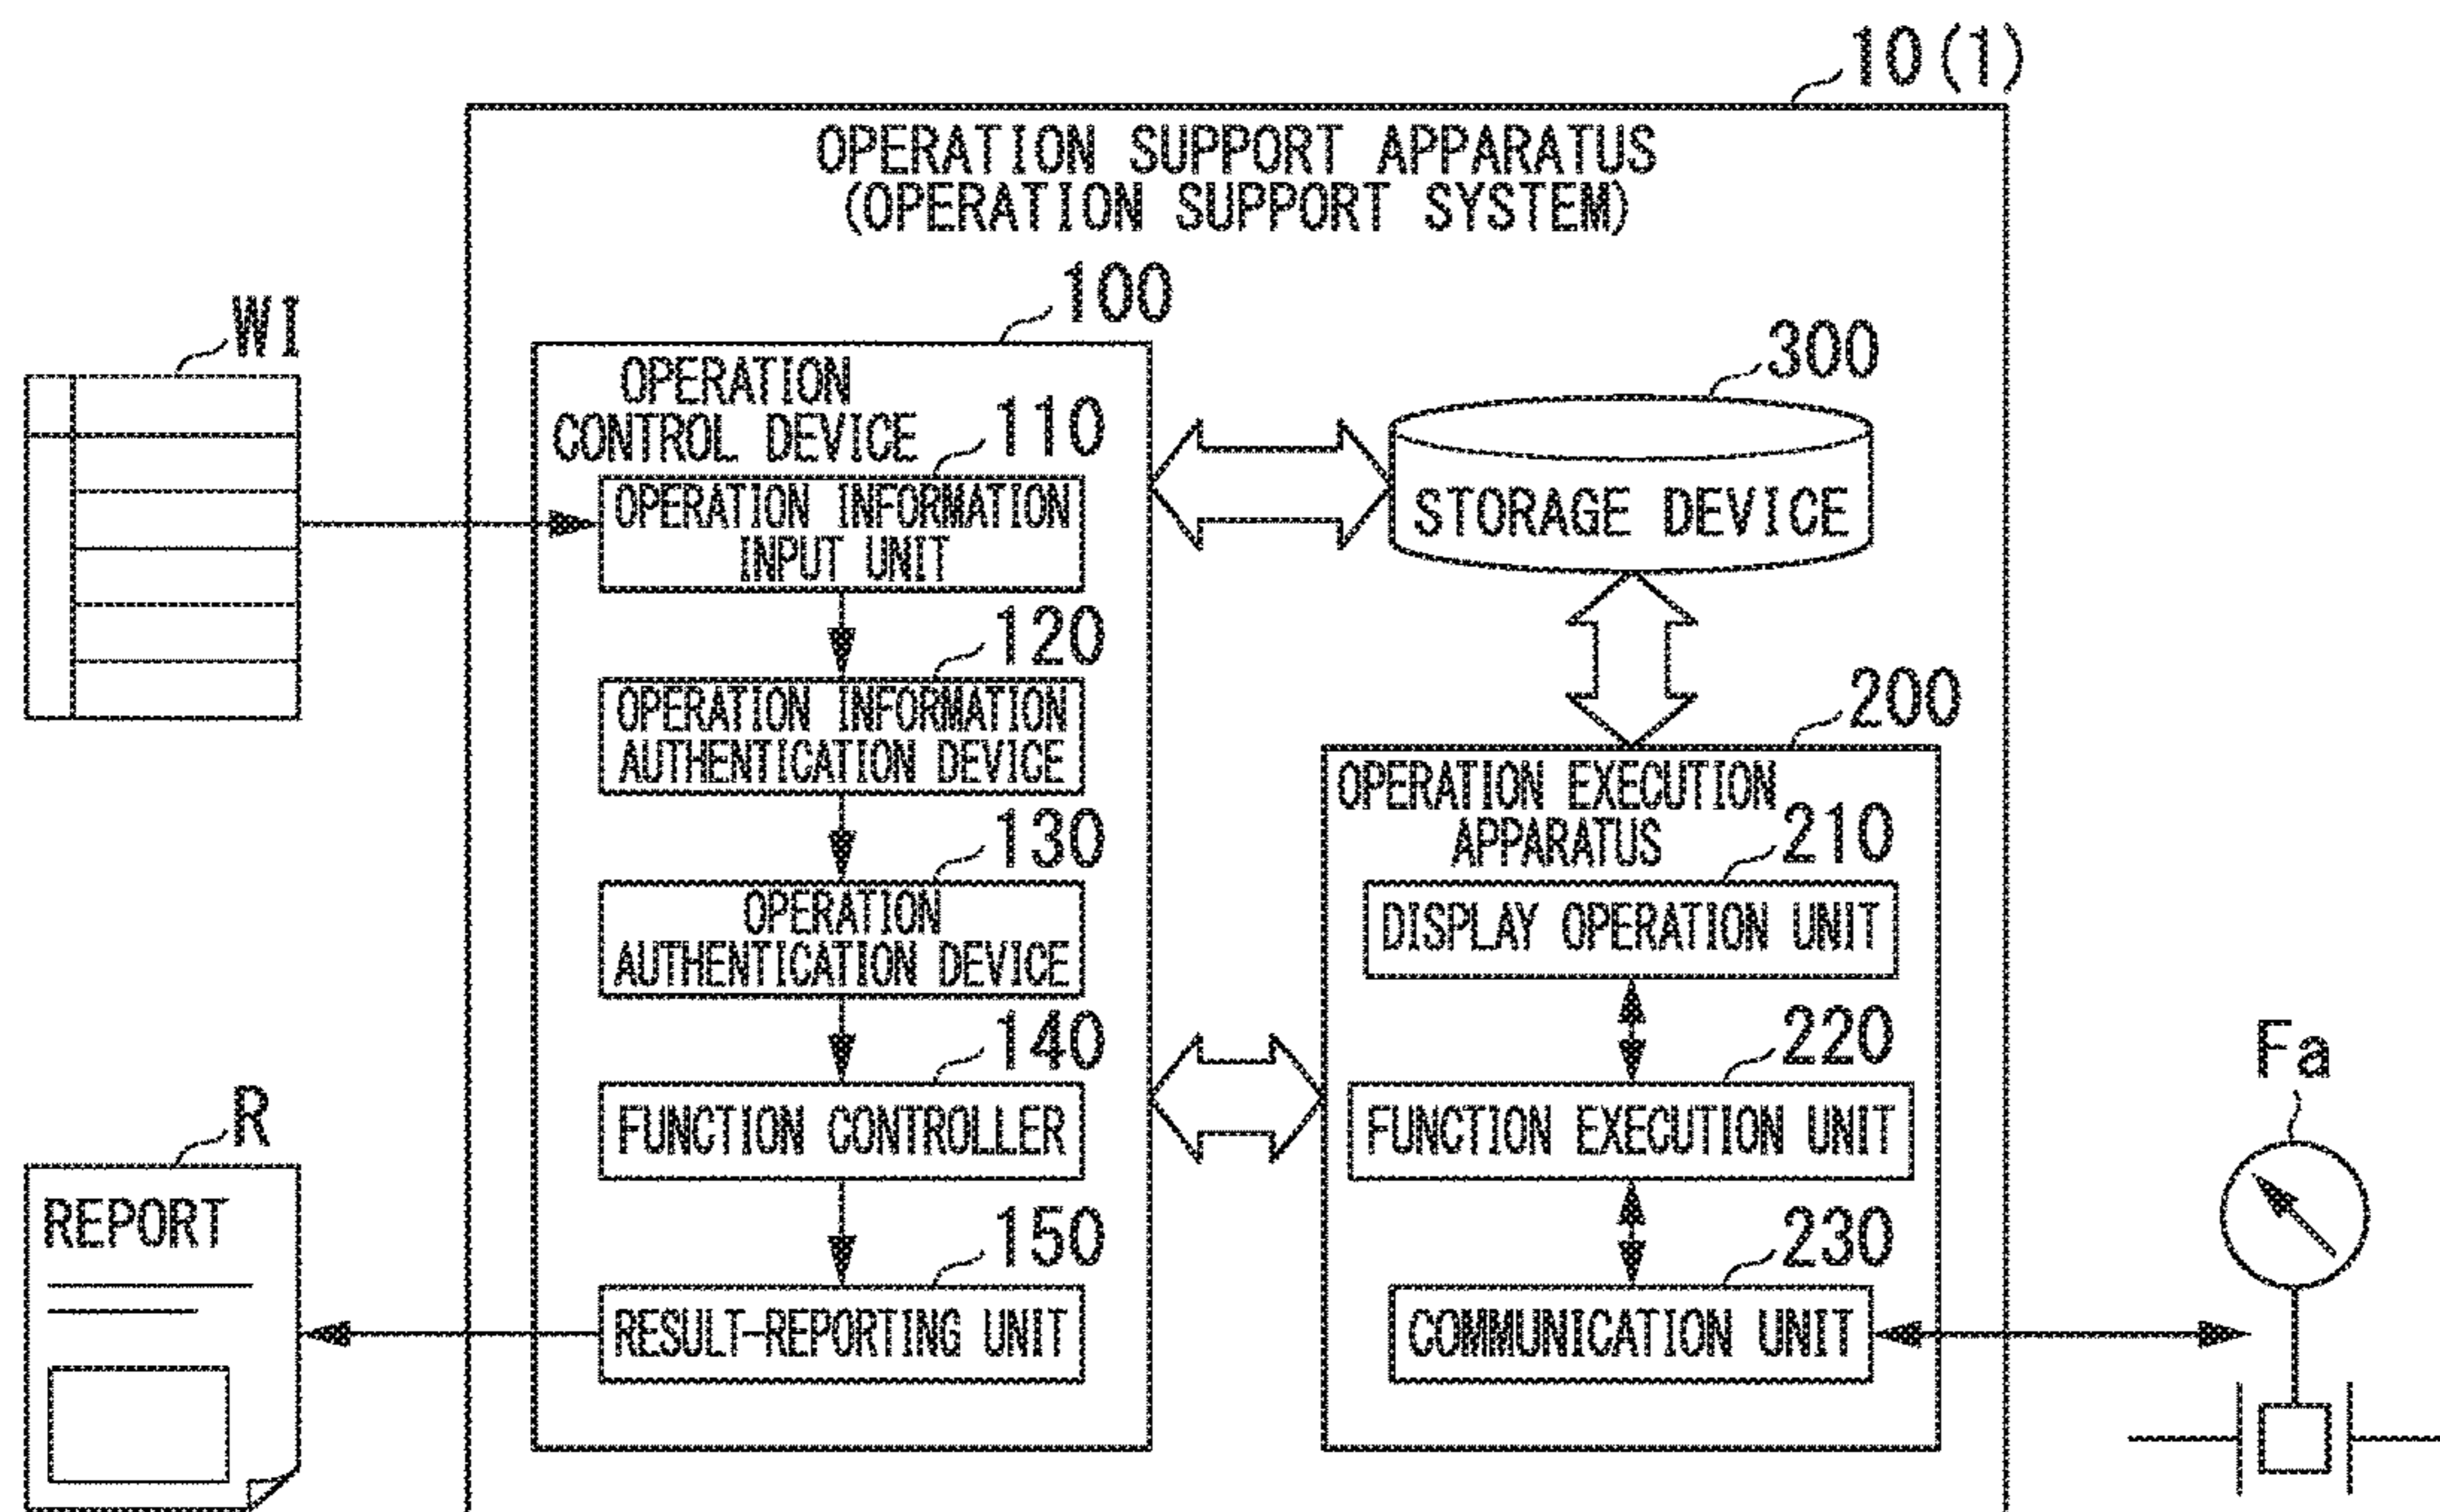 10(1)
OPERATION SUPPORT APPARATUS
(OPERATION SUPPORT SYSTEM)
WI
100
OPERATION
CONTROL DEVICE
110
OPERATION INFORMATION
INPUT UNIT
120
OPERATION INFORMATION
AUTHENTICATION DEVICE
130
OPERATION
AUTHENTICATION DEVICE
140
FUNCTION CONTROLLER
150
RESULT-REPORTING UNIT
300
STORAGE DEVICE
200
OPERATION EXECUTION
APPARATUS
210
DISPLAY OPERATION UNIT
220
FUNCTION EXECUTION UNIT
230
COMMUNICATION UNIT
R
REPORT
Fa